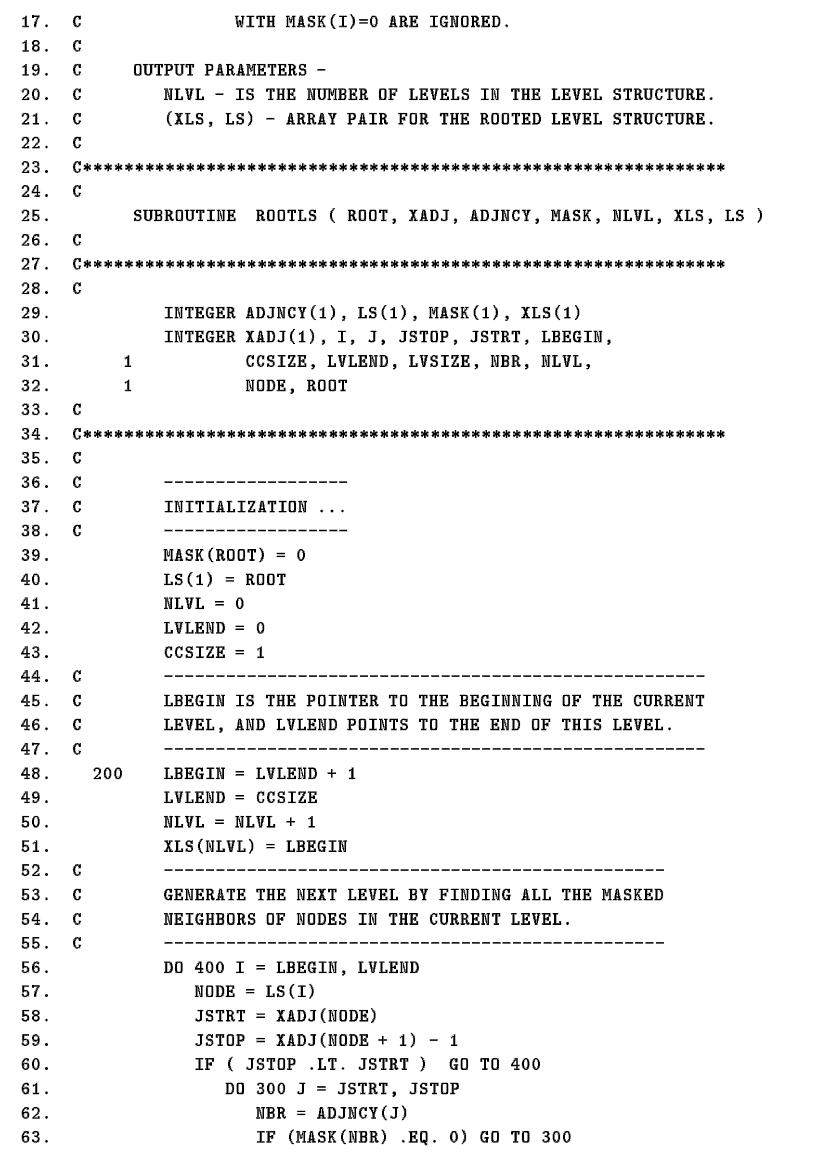 17. C WITH MASK(I)=0 ARE IGNORED.
18. C
19. C OUTPUT PARAMETERS -
20. C NLVL - IS THE NUMBER OF LEVELS IN THE LEVEL STRUCTURE.
21. C (XLS, LS) - ARRAY PAIR FOR THE ROOTED LEVEL STRUCTURE.
22. C
23. C***************************************************************
24. C
25. SUBROUTINE ROOTLS ( ROOT, XADJ, ADJNCY, MASK, NLVL, XLS, LS )
26. C
27. C***************************************************************
28. C
29. INTEGER ADJNCY(1), LS(1), MASK(1), XLS(1)
30. INTEGER XADJ(1), I, J, JSTOP, JSTRT, LBEGIN,
31. 1 CCSIZE, LVLEND, LVSIZE, NBR, NLVL,
32. 1 NODE, ROOT
33. C
34. C***************************************************************
35. C
36. C ------------------
37. C INITIALIZATION ...
38. C ------------------
39. MASK(ROOT) = 0
40. LS(1) = ROOT
41. NLVL = 0
42. LVLEND = 0
43. CCSIZE = 1
44. C -----------------------------------------------------
45. C LBEGIN IS THE POINTER TO THE BEGINNING OF THE CURRENT
46. C LEVEL, AND LVLEND POINTS TO THE END OF THIS LEVEL.
47. C -----------------------------------------------------
48. 200 LBEGIN = LVLEND + 1
49. LVLEND = CCSIZE
50. NLVL = NLVL + 1
51. XLS(NLVL) = LBEGIN
52. C -------------------------------------------------
53. C GENERATE THE NEXT LEVEL BY FINDING ALL THE MASKED
54. C NEIGHBORS OF NODES IN THE CURRENT LEVEL.
55. C -------------------------------------------------
56. DO 400 I = LBEGIN, LVLEND
57. NODE = LS(I)
58. JSTRT = XADJ(NODE)
59. JSTOP = XADJ(NODE + 1) - 1
60. IF ( JSTOP .LT. JSTRT ) GO TO 400
61. DO 300 J = JSTRT, JSTOP
62. NBR = ADJNCY(J)
63. IF (MASK(NBR) .EQ. 0) GO TO 300